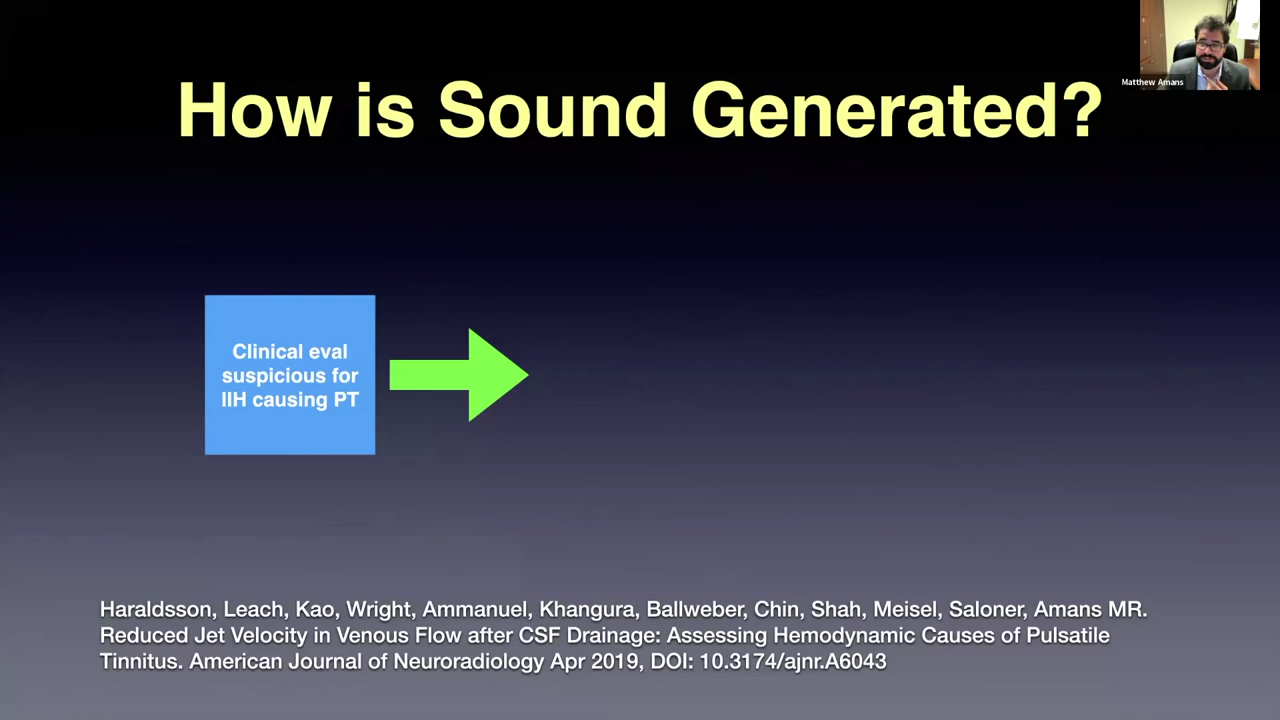 Matthew Amans
How is Sound Generated?
Clinical eval
suspicious for
IIH causing PT
Haraldsson, Leach, Kao, Wright, Ammanuel, Khangura, Ballweber, Chin, Shah, Meisel, Saloner, Amans MR.
Reduced Jet Velocity in Venous Flow after CSF Drainage: Assessing Hemodynamic Causes of Pulsatile
Tinnitus. American Journal of Neuroradiology Apr 2019, DOI: 10.3174/ajnr.A6043